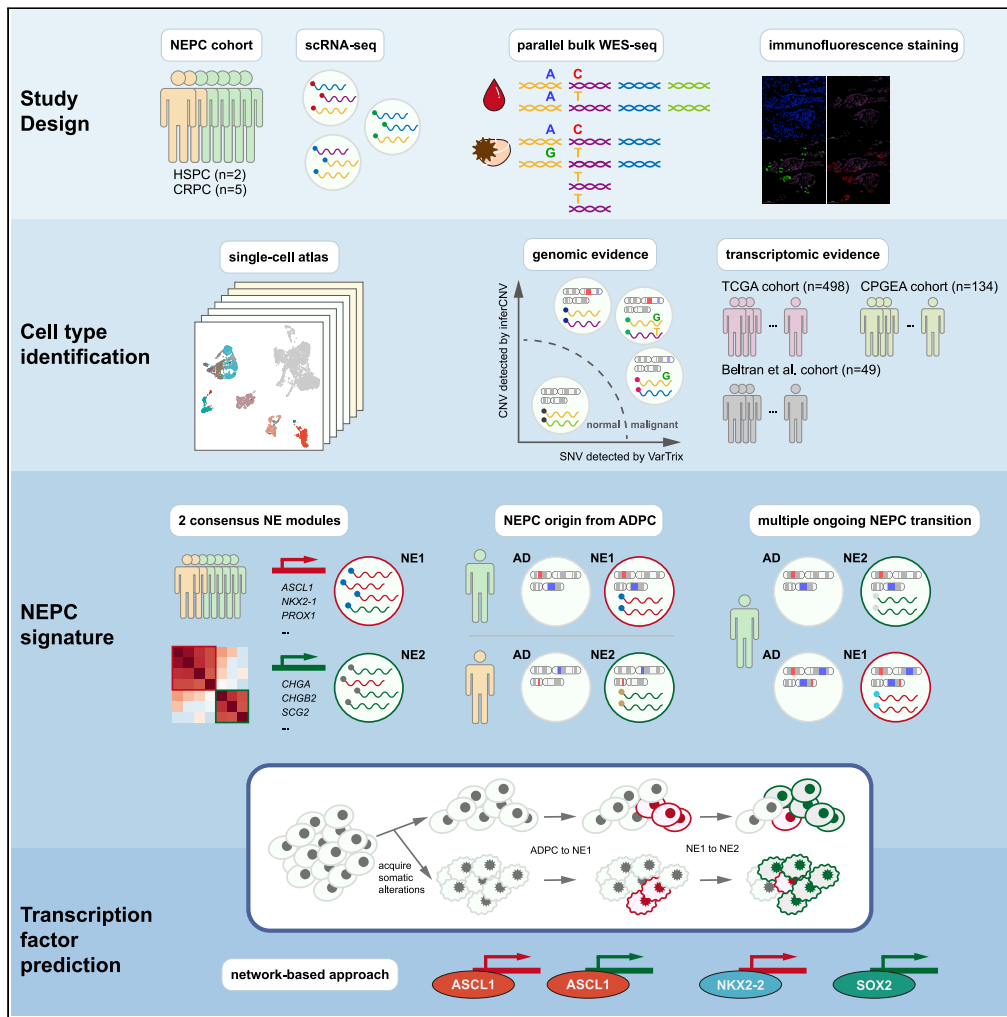 Study
Design
NEPC cohort
HSPC (n=2)
CRPC (n=5)
scRNA-seq
parallel bulk WES-seq
A
C
A
T
A
C
G
T
T
T
immunofluorescence staining
Cell type
identification
single-cell atlas
genomic evidence
CNV detected by inferCNV
G
T
G
normal
malignant
SNV detected by VarTrix
transcriptomic evidence
TCGA cohort (n=498)
...
CPGEA cohort (n=134)
...
Beltran et al. cohort (n=49)
...
NEPC
signature
2 consensus NE modules
NE1
ASCL1
NKX2-1
PROX1
...
NE2
CHGA
CHGB2
SCG2
...
NEPC origin from ADPC
AD
NE1
AD
NE2
multiple ongoing NEPC transition
AD
NE2
AD
NE1
Transcription
factor
prediction
acquire
somatic
alterations
ADPC to NE1
NE1 to NE2
network-based approach
ASCL1
ASCL1
NKX2-2
SOX2